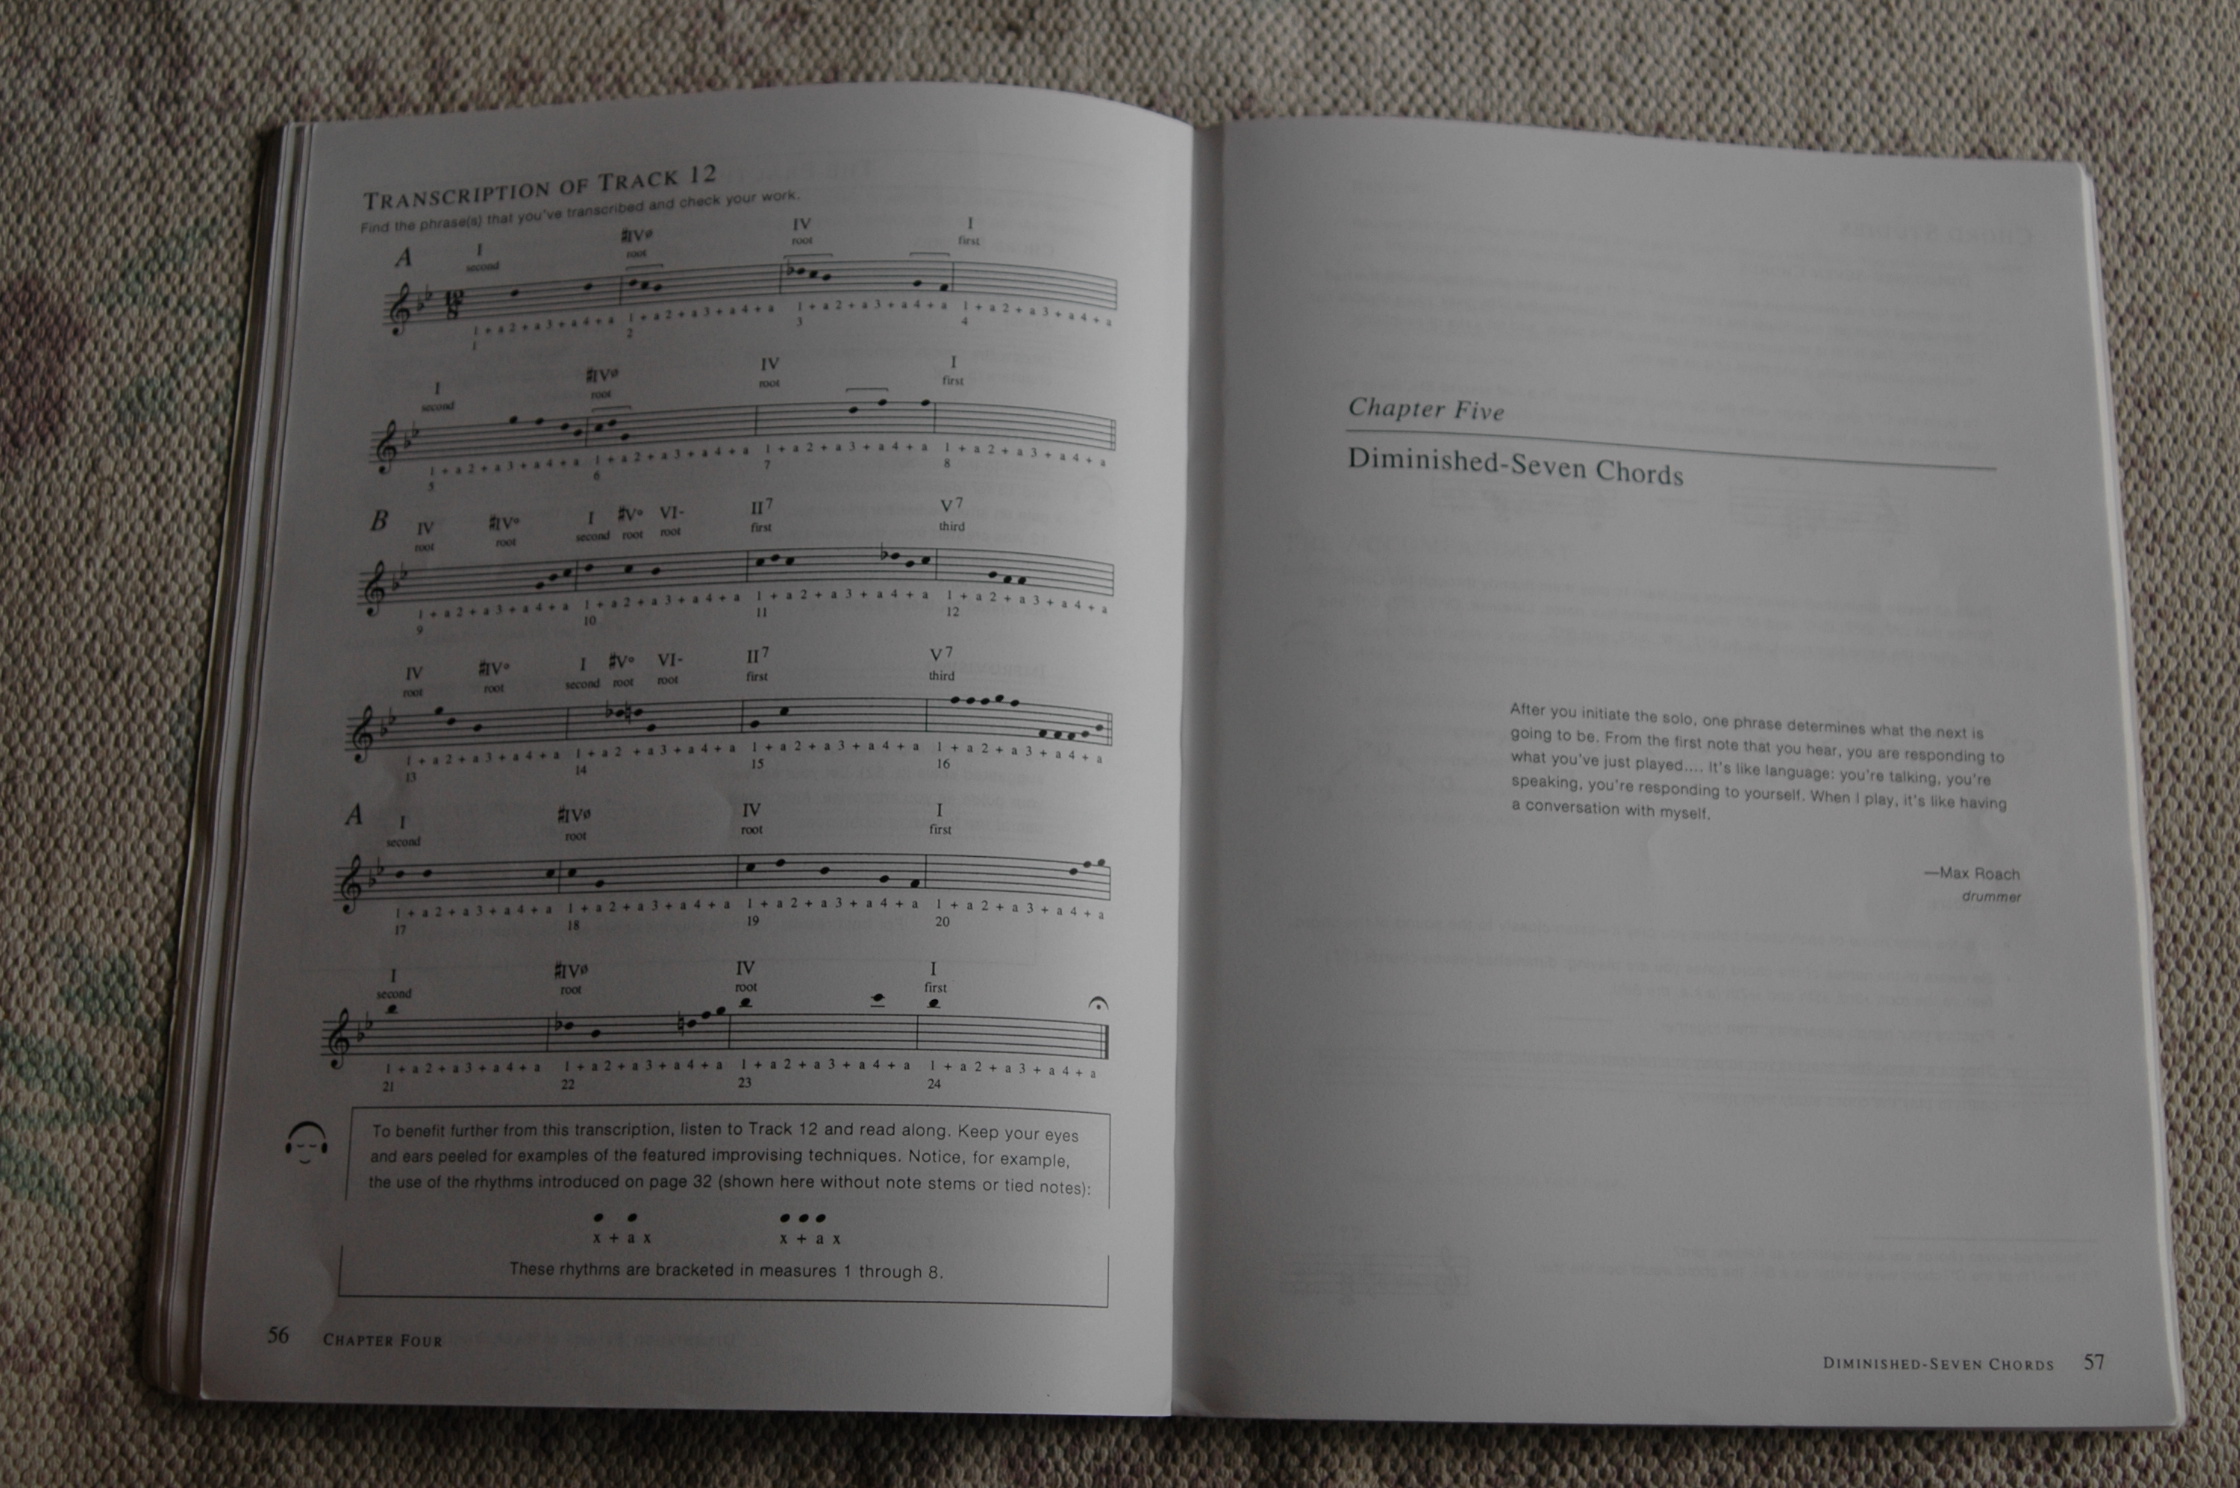 TRANSCRIPTION OF TRACK 12
Find the phrase(s) that you've transcribed and check your work.
A
I #IVø IV I
second root root first
12
8
1 + a 2 + a 3 + a 4 + a 1 + a 2 + a 3 + a 4 + a 1 + a 2 + a 3 + a 4 + a 1 + a 2 + a 3 + a 4 + a
1 2 3 4
I #IVø IV I
second root root first
1 + a 2 + a 3 + a 4 + a 1 + a 2 + a 3 + a 4 + a 1 + a 2 + a 3 + a 4 + a 1 + a 2 + a 3 + a 4 + a
5 6 7 8
B
IV #IV° I #V° VI- II7 V7
root root second root root first third
1 + a 2 + a 3 + a 4 + a 1 + a 2 + a 3 + a 4 + a 1 + a 2 + a 3 + a 4 + a 1 + a 2 + a 3 + a 4 + a
9 10 11 12
IV #IV° I #V° VI- II7 V7
root root second root root first third
1 + a 2 + a 3 + a 4 + a 1 + a 2 + a 3 + a 4 + a 1 + a 2 + a 3 + a 4 + a 1 + a 2 + a 3 + a 4 + a
13 14 15 16
A
I #IVø IV I
second root root first
1 + a 2 + a 3 + a 4 + a 1 + a 2 + a 3 + a 4 + a 1 + a 2 + a 3 + a 4 + a 1 + a 2 + a 3 + a 4 + a
17 18 19 20
I #IVø IV I
second root root first
1 + a 2 + a 3 + a 4 + a 1 + a 2 + a 3 + a 4 + a 1 + a 2 + a 3 + a 4 + a 1 + a 2 + a 3 + a 4 + a
21 22 23 24
To benefit further from this transcription, listen to Track 12 and read along. Keep your eyes
and ears peeled for examples of the featured improvising techniques. Notice, for example,
the use of the rhythms introduced on page 32 (shown here without note stems or tied notes):
x + a x x + a x
These rhythms are bracketed in measures 1 through 8.
56 CHAPTER FOUR
Chapter Five
Diminished-Seven Chords
After you initiate the solo, one phrase determines what the next is
going to be. From the first note that you hear, you are responding to
what you've just played.... It's like language: you're talking, you're
speaking, you're responding to yourself. When I play, it's like having
a conversation with myself.
—Max Roach
drummer
DIMINISHED-SEVEN CHORDS 57